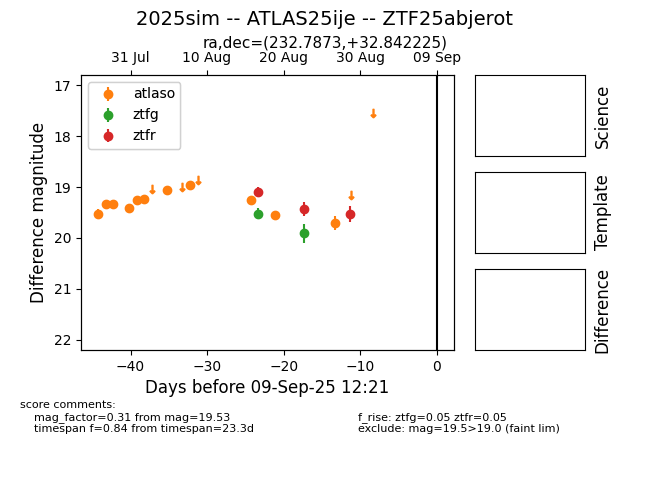 2025sim -- ATLAS25ije -- ZTF25abjerot
ra,dec=(232.7873,+32.842225)
31 Jul 10 Aug 20 Aug 30 Aug 09 Sep
atlaso
ztfg
ztfr
17
18
19
20
21
22
Difference magnitude
−40 −30 −20 −10 0
Days before 09-Sep-25 12:21
Science
Template
Difference
score comments:
mag_factor=0.31 from mag=19.53
timespan f=0.84 from timespan=23.3d
f_rise: ztfg=0.05 ztfr=0.05
exclude: mag=19.5>19.0 (faint lim)